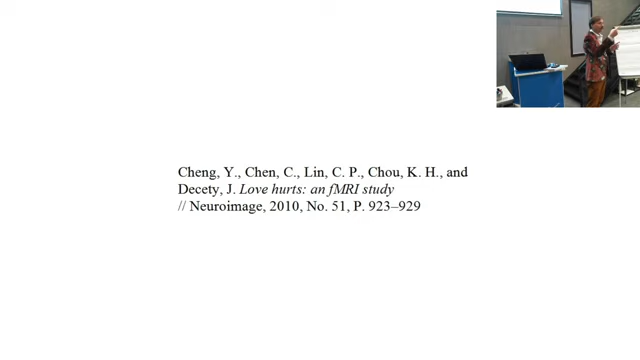 Cheng, Y., Chen, C., Lin, C. P., Chou, K. H., and
Decety, J. Love hurts: an fMRI study
// Neuroimage, 2010, No. 51, P. 923–929